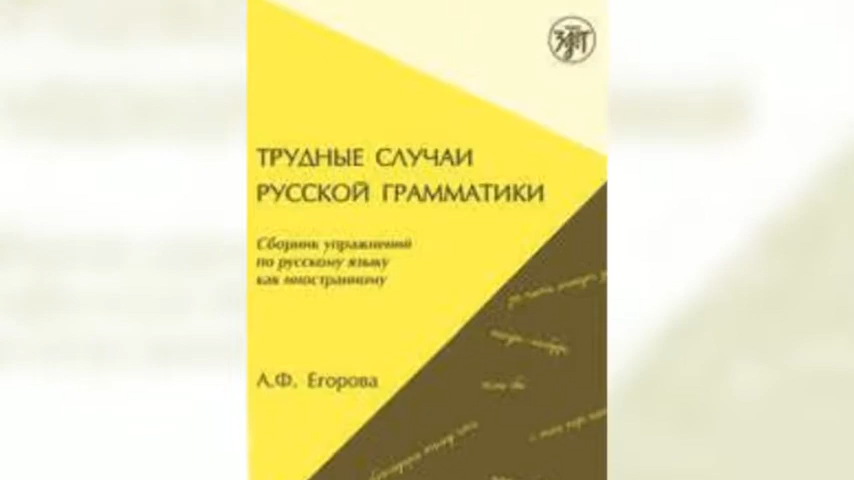 ТРУДНЫЕ СЛУЧАИ
РУССКОЙ ГРАММАТИКИ
Сборник упражнений
по русскому языку
как иностранному
А.Ф. Егорова